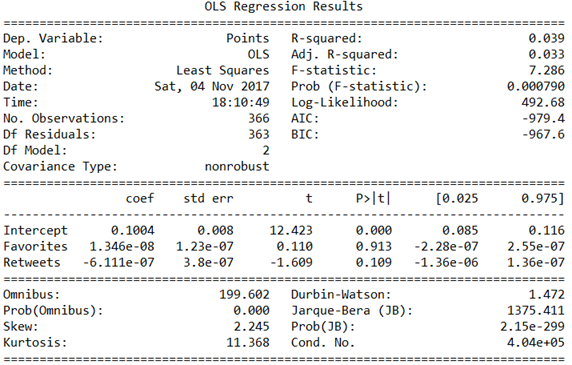 OLS Regression Results
==============================================================================
Dep. Variable:                 Points   R-squared:                       0.039
Model:                            OLS   Adj. R-squared:                  0.033
Method:                 Least Squares   F-statistic:                     7.286
Date:                Sat, 04 Nov 2017   Prob (F-statistic):           0.000790
Time:                        18:10:49   Log-Likelihood:                 492.68
No. Observations:                 366   AIC:                            -979.4
Df Residuals:                     363   BIC:                            -967.6
Df Model:                           2
Covariance Type:            nonrobust
==============================================================================
                 coef    std err          t      P>|t|      [0.025      0.975]
------------------------------------------------------------------------------
Intercept      0.1004      0.008     12.423      0.000       0.085       0.116
Favorites   1.346e-08   1.23e-07      0.110      0.913   -2.28e-07    2.55e-07
Retweets   -6.111e-07    3.8e-07     -1.609      0.109   -1.36e-06    1.36e-07
==============================================================================
Omnibus:                      199.602   Durbin-Watson:                   1.472
Prob(Omnibus):                  0.000   Jarque-Bera (JB):             1375.411
Skew:                           2.245   Prob(JB):                    2.15e-299
Kurtosis:                      11.368   Cond. No.                     4.04e+05
==============================================================================